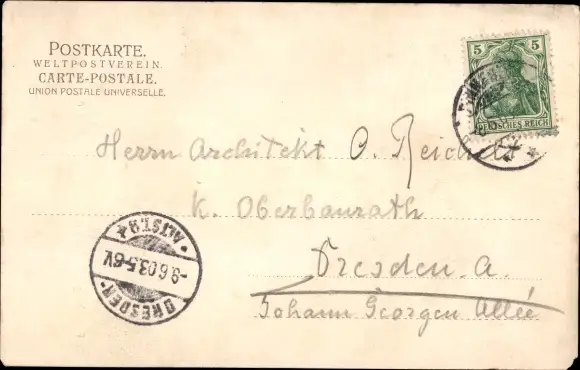 POSTKARTE.
WELTPOSTVEREIN.
CARTE-POSTALE.
UNION POSTALE UNIVERSELLE.
5 5
DEUTSCHES REICH
Herrn Architekt O. Reichelt
K. Oberbaurath
Dresden. A.
Johann Georgen Allée
DRESDEN-
-9.6.03.5-6V.
* ALTST.24 *